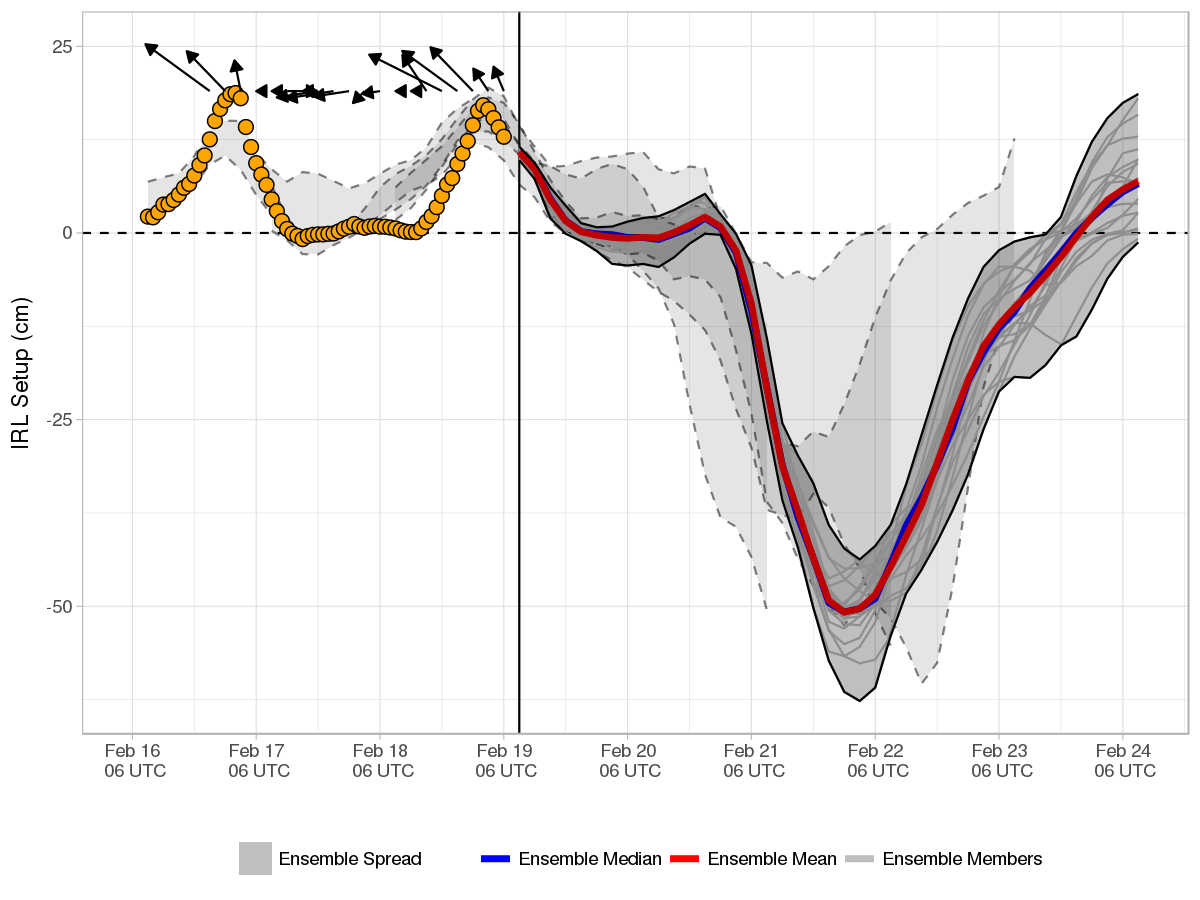 IRL Setup (cm)
25
0
-25
-50
Feb 16 Feb 17 Feb 18 Feb 19 Feb 20 Feb 21 Feb 22 Feb 23 Feb 24
06 UTC 06 UTC 06 UTC 06 UTC 06 UTC 06 UTC 06 UTC 06 UTC 06 UTC
Ensemble Spread Ensemble Median Ensemble Mean Ensemble Members